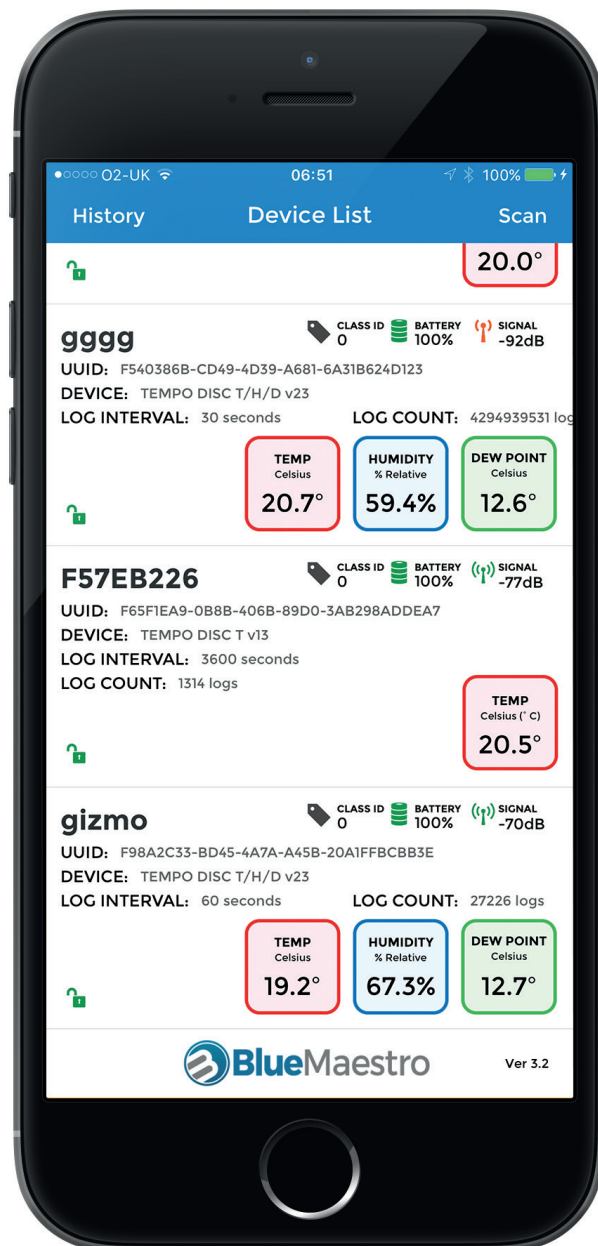 O2-UK 06:51 100%
History Device List Scan
20.0°
gggg CLASS ID 0 BATTERY 100% SIGNAL -92dB
UUID: F540386B-CD49-4D39-A681-6A31B624D123
DEVICE: TEMPO DISC T/H/D v23
LOG INTERVAL: 30 seconds LOG COUNT: 4294939531 log
TEMP HUMIDITY DEW POINT
Celsius % Relative Celsius
20.7° 59.4% 12.6°
F57EB226 CLASS ID 0 BATTERY 100% SIGNAL -77dB
UUID: F65F1EA9-0B8B-406B-89D0-3AB298ADDEA7
DEVICE: TEMPO DISC T v13
LOG INTERVAL: 3600 seconds
LOG COUNT: 1314 logs
TEMP
Celsius (°C)
20.5°
gizmo CLASS ID 0 BATTERY 100% SIGNAL -70dB
UUID: F98A2C33-BD45-4A7A-A45B-20A1FFBCBB3E
DEVICE: TEMPO DISC T/H/D v23
LOG INTERVAL: 60 seconds LOG COUNT: 27226 logs
TEMP HUMIDITY DEW POINT
Celsius % Relative Celsius
19.2° 67.3% 12.7°
BlueMaestro Ver 3.2